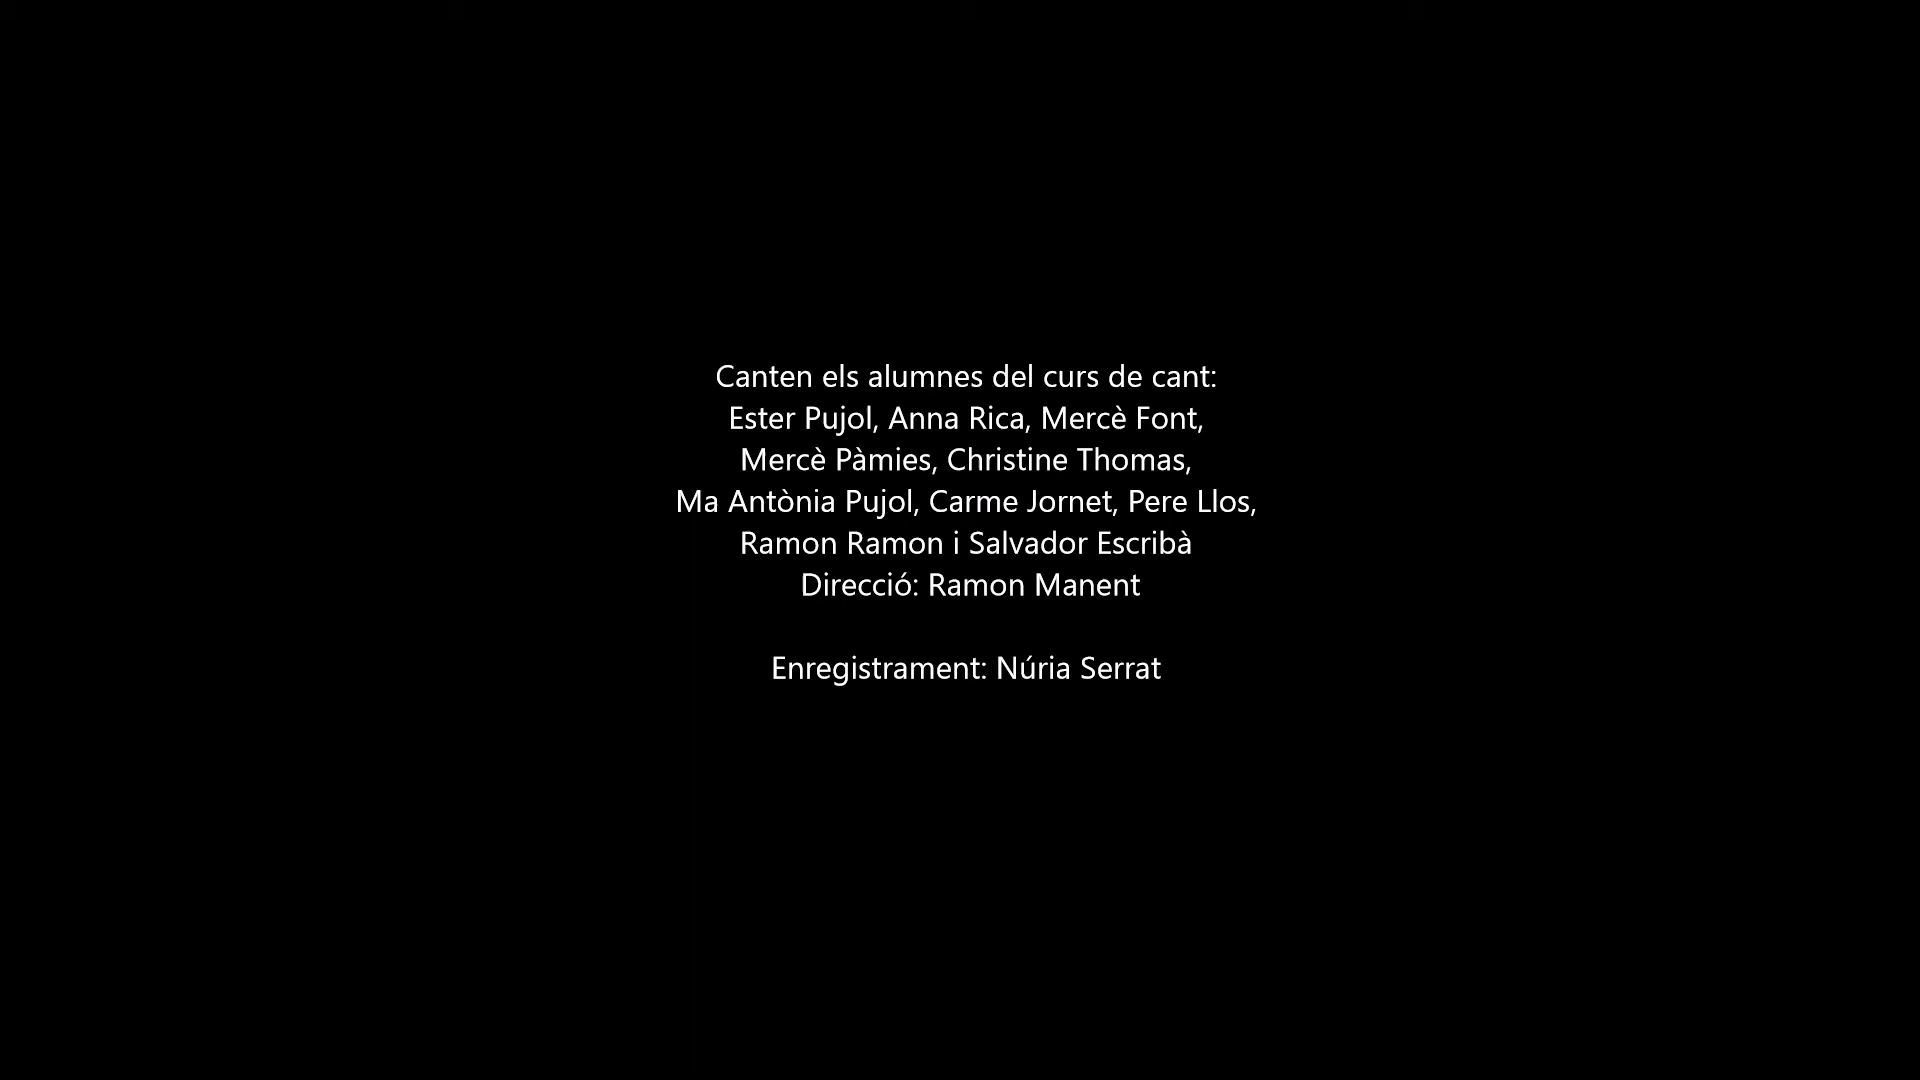 Canten els alumnes del curs de cant:
Ester Pujol, Anna Rica, Mercè Font,
Mercè Pàmies, Christine Thomas,
Ma Antònia Pujol, Carme Jornet, Pere Llos,
Ramon Ramon i Salvador Escribà
Direcció: Ramon Manent
Enregistrament: Núria Serrat